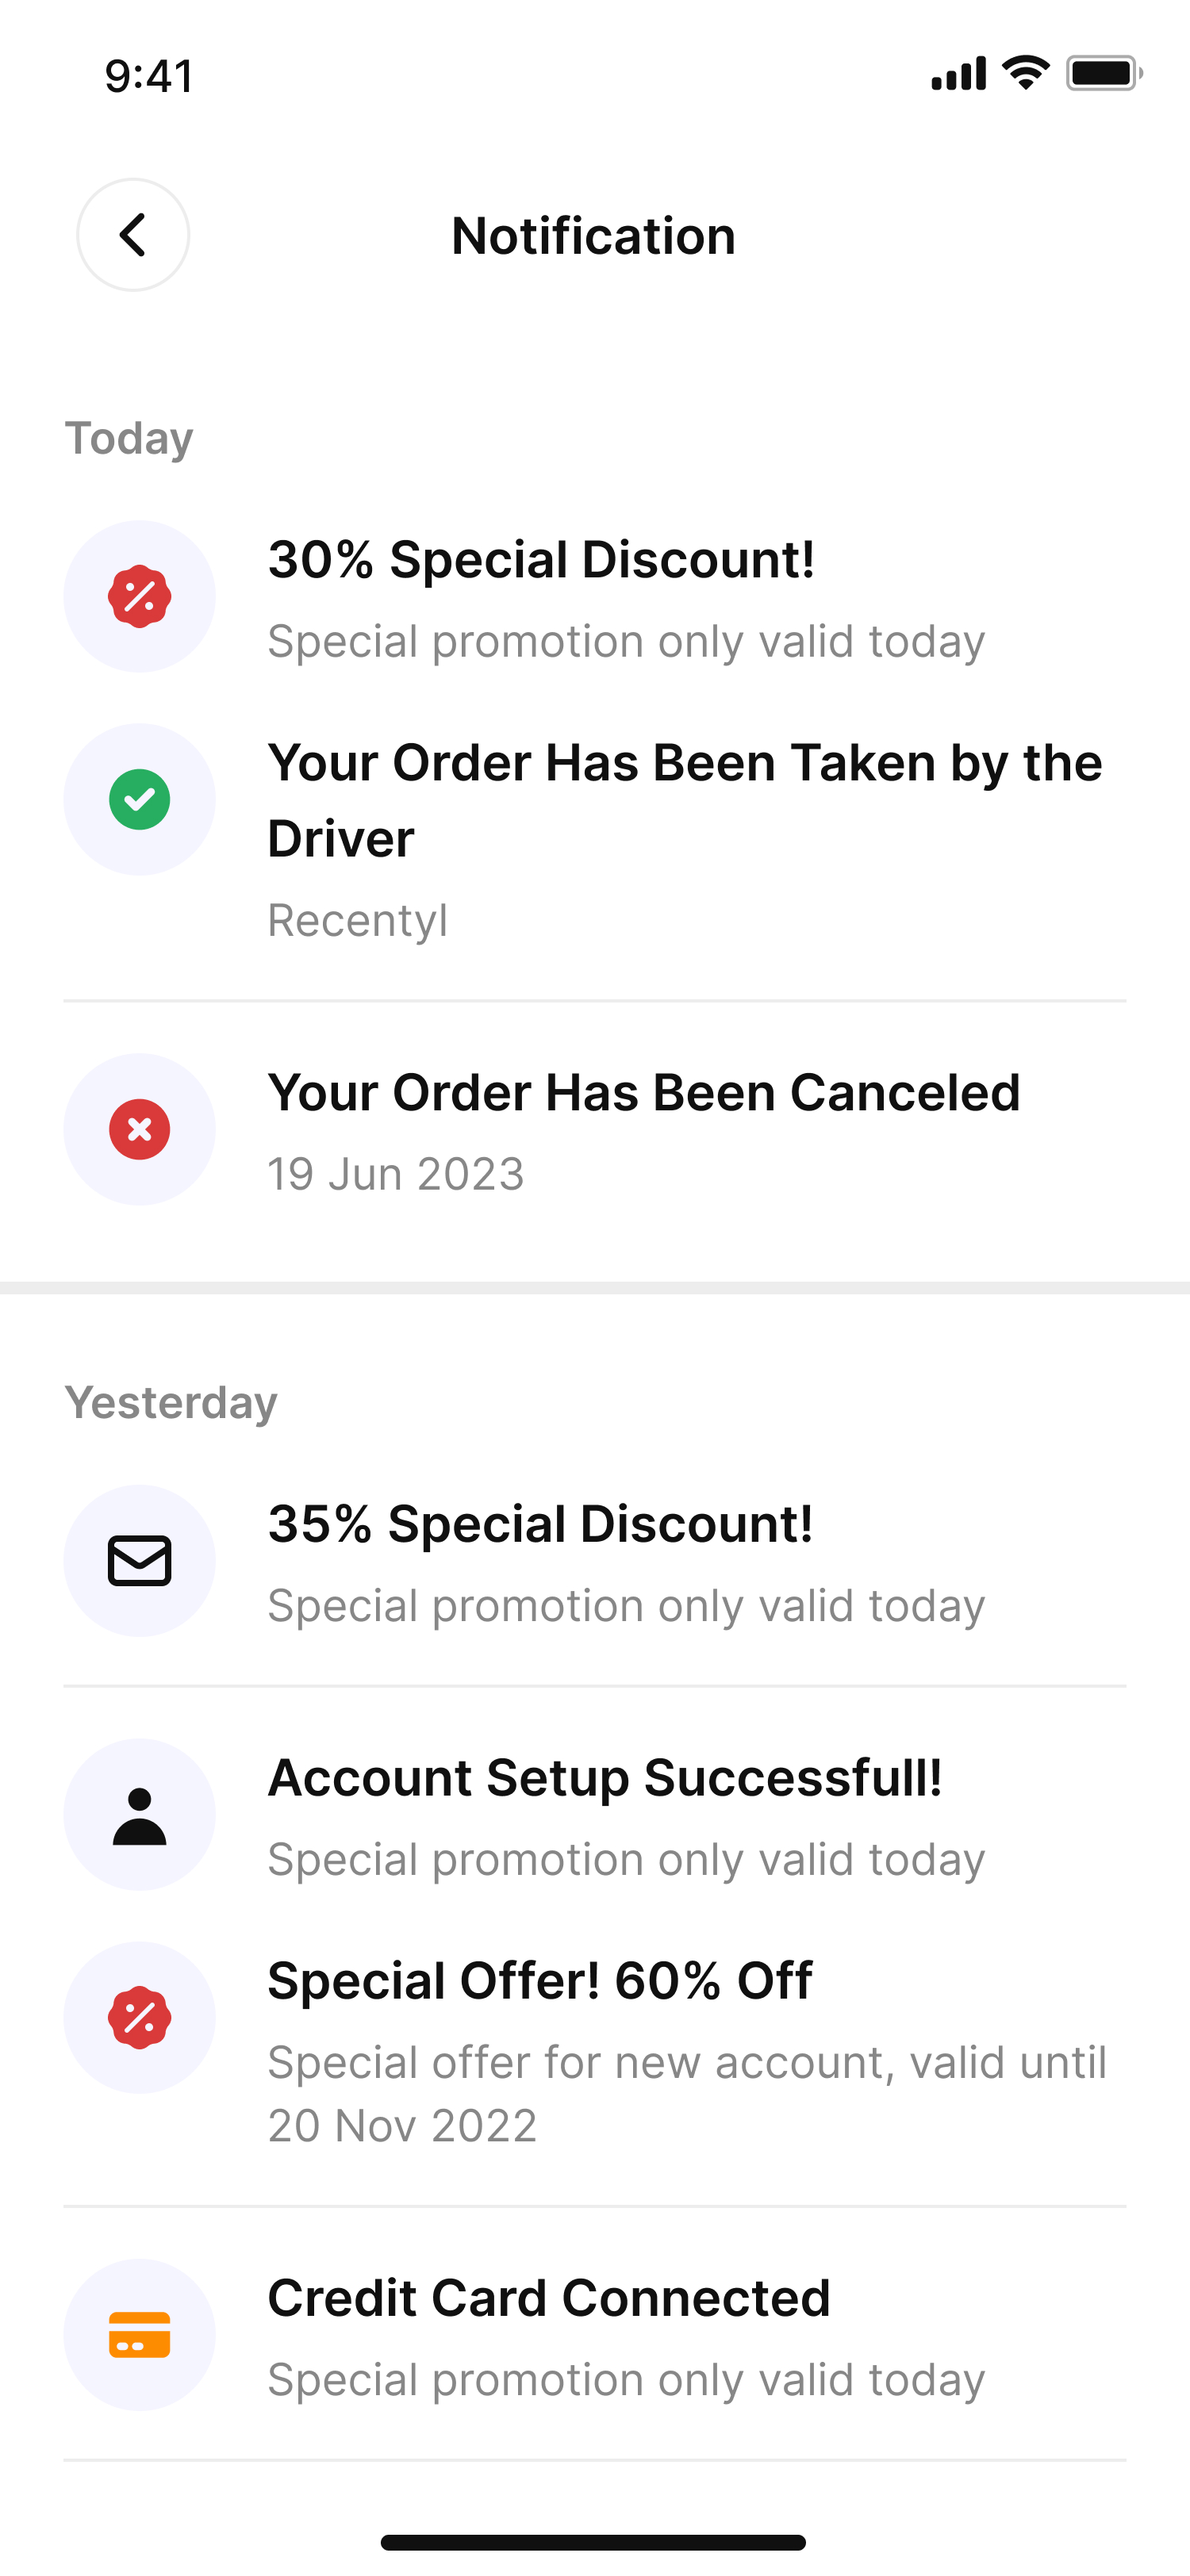 9:41
Notification
Today
30% Special Discount!
Special promotion only valid today
Your Order Has Been Taken by the
Driver
Recentyl
Your Order Has Been Canceled
19 Jun 2023
Yesterday
35% Special Discount!
Special promotion only valid today
Account Setup Successfull!
Special promotion only valid today
Special Offer! 60% Off
Special offer for new account, valid until
20 Nov 2022
Credit Card Connected
Special promotion only valid today